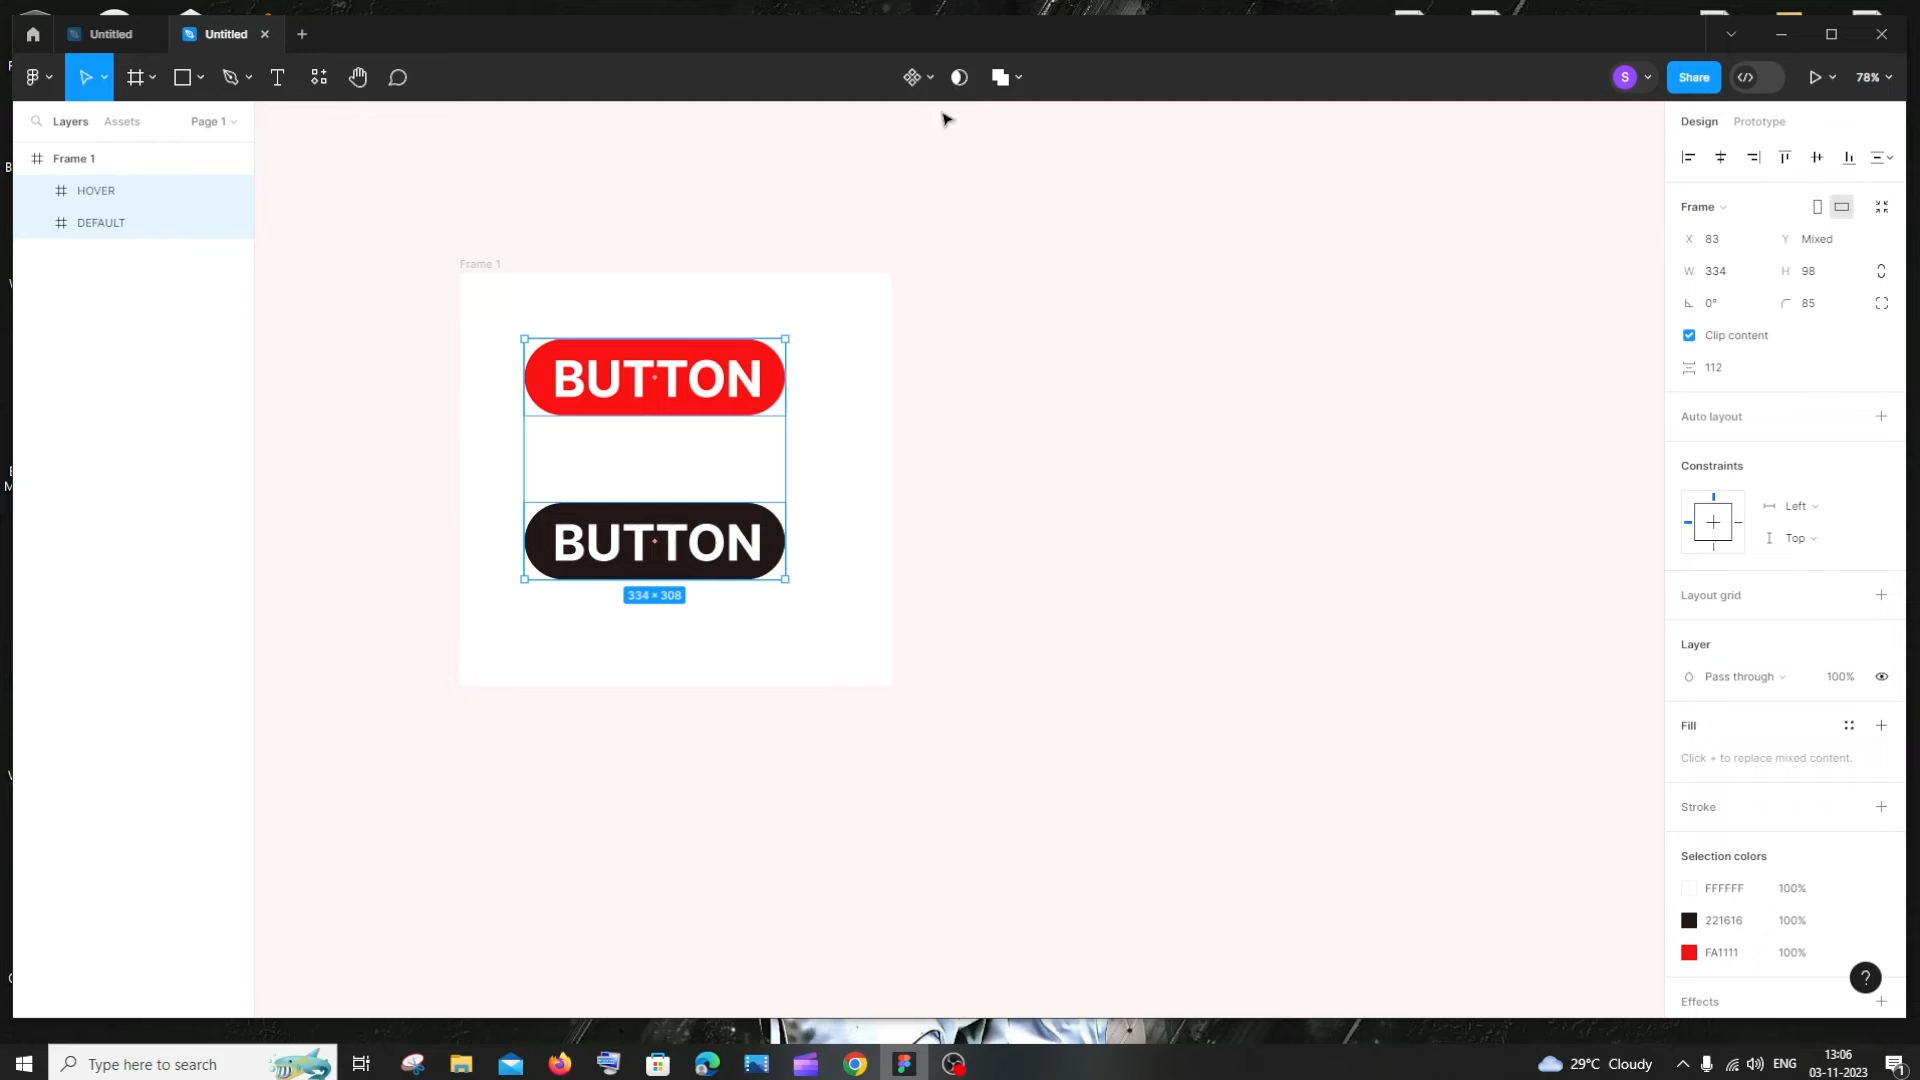 Untitled
Untitled
S
Share
78%
Layers
Assets
Page 1
Frame 1
HOVER
DEFAULT
Frame 1
BUTTON
BUTTON
334 × 308
Design
Prototype
Frame
X 83
Y Mixed
W 334
H 98
0°
85
Clip content
112
Auto layout
Constraints
Left
Top
Layout grid
Layer
Pass through
100%
Fill
Click + to replace mixed content.
Stroke
Selection colors
FFFFFF 100%
221616 100%
FA1111 100%
?
Effects
Type here to search
29°C Cloudy
ENG
13:06
03-11-2023
1